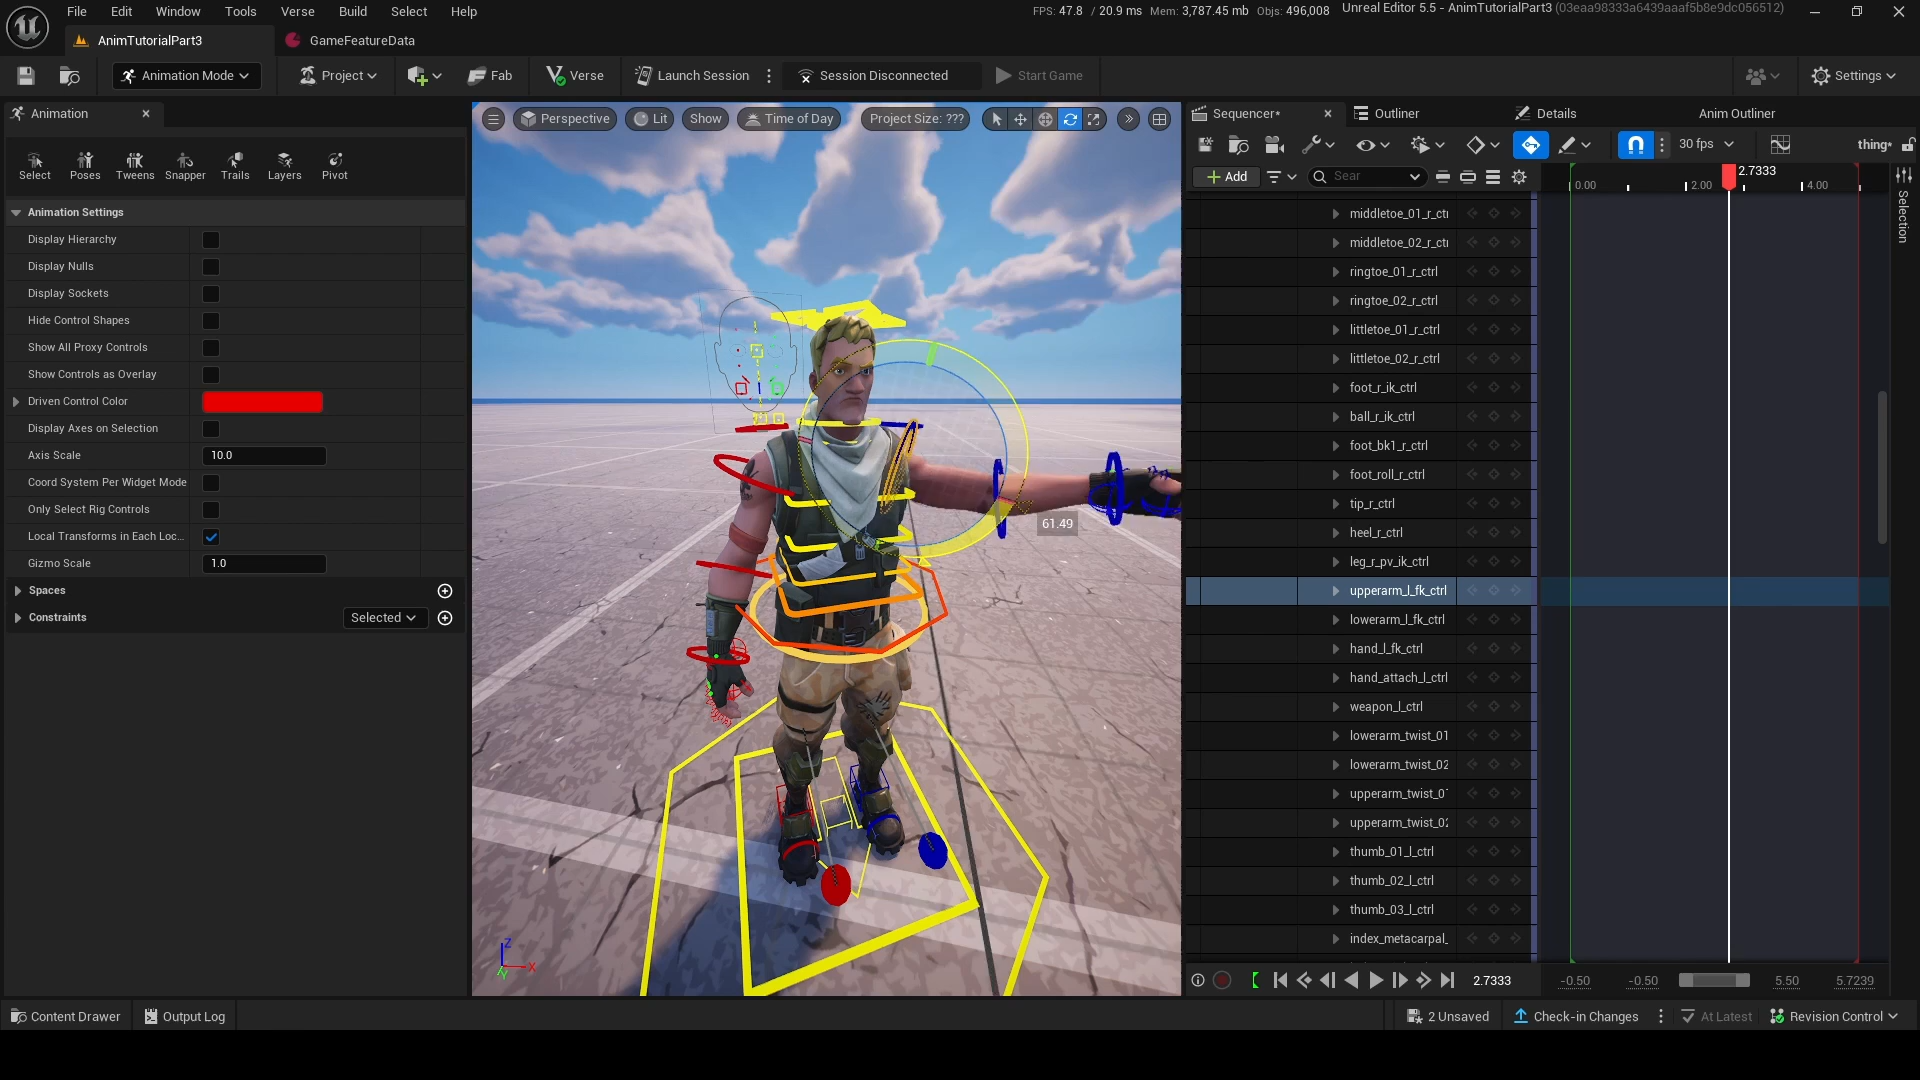 File Edit Window Tools Verse Build Select Help
FPS: 47.8 / 20.9 ms Mem: 3,787.45 mb Objs: 496,008
Unreal Editor 5.5 - AnimTutorialPart3 (03eaa98333a6439aaaf5b8e9dc056512)
AnimTutorialPart3
GameFeatureData
Animation Mode
Project
Fab
Verse
Launch Session
Session Disconnected
Start Game
Settings
Animation
Select Poses Tweens Snapper Trails Layers Pivot
Animation Settings
Display Hierarchy
Display Nulls
Display Sockets
Hide Control Shapes
Show All Proxy Controls
Show Controls as Overlay
Driven Control Color
Display Axes on Selection
Axis Scale 10.0
Coord System Per Widget Mode
Only Select Rig Controls
Local Transforms in Each Loc...
Gizmo Scale 1.0
Spaces
Constraints Selected
Perspective
Lit
Show
Time of Day
Project Size: ???
61.49
Z
X
Y
Sequencer*
Outliner
Details
Anim Outliner
30 fps
thing*
Add
Sear
2.7333
0.00 2.00 4.00
Selection
middletoe_01_r_ctr
middletoe_02_r_ctr
ringtoe_01_r_ctrl
ringtoe_02_r_ctrl
littletoe_01_r_ctrl
littletoe_02_r_ctrl
foot_r_ik_ctrl
ball_r_ik_ctrl
foot_bk1_r_ctrl
foot_roll_r_ctrl
tip_r_ctrl
heel_r_ctrl
leg_r_pv_ik_ctrl
upperarm_l_fk_ctrl
lowerarm_l_fk_ctrl
hand_l_fk_ctrl
hand_attach_l_ctrl
weapon_l_ctrl
lowerarm_twist_01
lowerarm_twist_02
upperarm_twist_01
upperarm_twist_02
thumb_01_l_ctrl
thumb_02_l_ctrl
thumb_03_l_ctrl
index_metacarpal_
2.7333
-0.50 -0.50 5.50 5.7239
Content Drawer
Output Log
2 Unsaved
Check-in Changes
At Latest
Revision Control